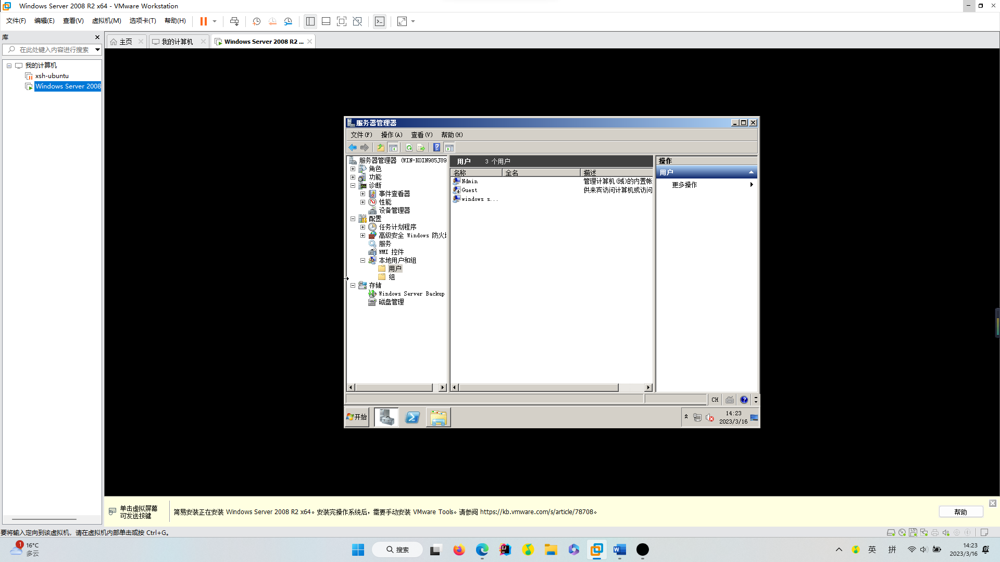 Windows Server 2008 R2 x64 - VMware Workstation
文件(F) 编辑(E) 查看(V) 虚拟机(M) 选项卡(T) 帮助(H)
库
在此处键入内容进行搜索
主页
我的计算机
Windows Server 2008 R2 ...
我的计算机
xsh-ubuntu
Windows Server 2008
服务器管理器
文件(F) 操作(A) 查看(V) 帮助(H)
服务器管理器 (WIN-KOIN985J89
角色
功能
诊断
事件查看器
性能
设备管理器
配置
任务计划程序
高级安全 Windows 防火
服务
WMI 控件
本地用户和组
用户
组
存储
Windows Server Backup
磁盘管理
用户 3 个用户
名称 全名 描述
Ndmin 管理计算机(域)的内置帐
Guest 供来宾访问计算机或访问
windows s...
操作
用户
更多操作
CH
开始
14:23
2023/3/16
单击虚拟屏幕
可发送按键
简易安装正在安装 Windows Server 2008 R2 x64。安装完操作系统后，需要手动安装 VMware Tools。请参阅 https://kb.vmware.com/s/article/78708。
帮助
要将输入定向到该虚拟机，请在虚拟机内部单击或按 Ctrl+G。
1
16°C
多云
搜索
英 拼
14:23
2023/3/16